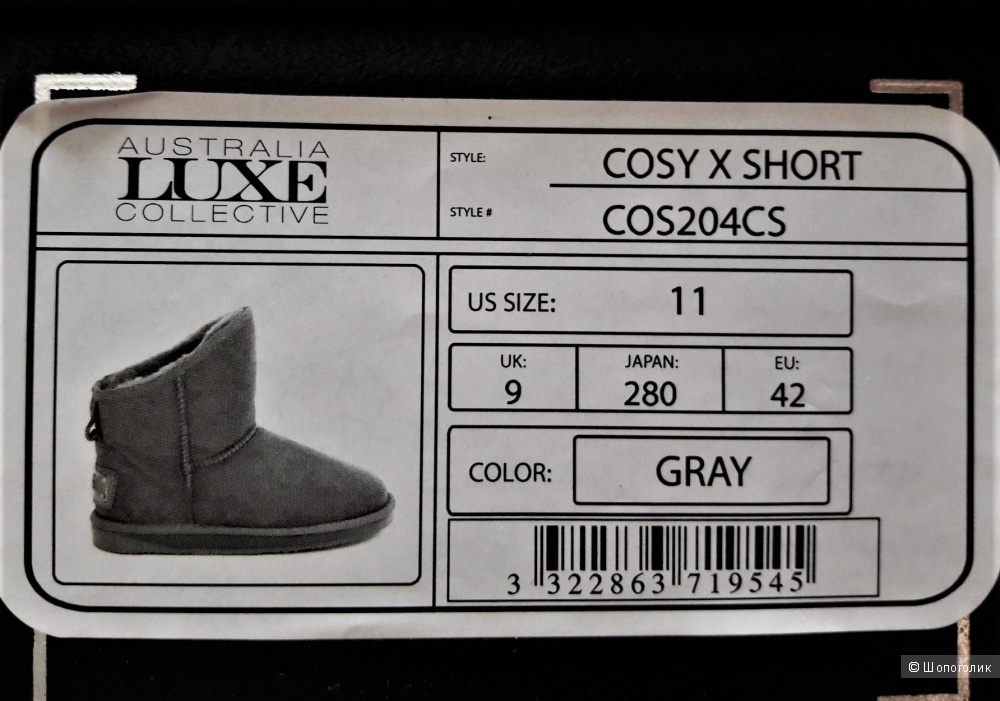 AUSTRALIA
LUXE
COLLECTIVE
STYLE: COSY X SHORT
STYLE # COS204CS
US SIZE: 11
UK: JAPAN: EU:
9 280 42
COLOR: GRAY
3 322863 719545
© Шопоголик